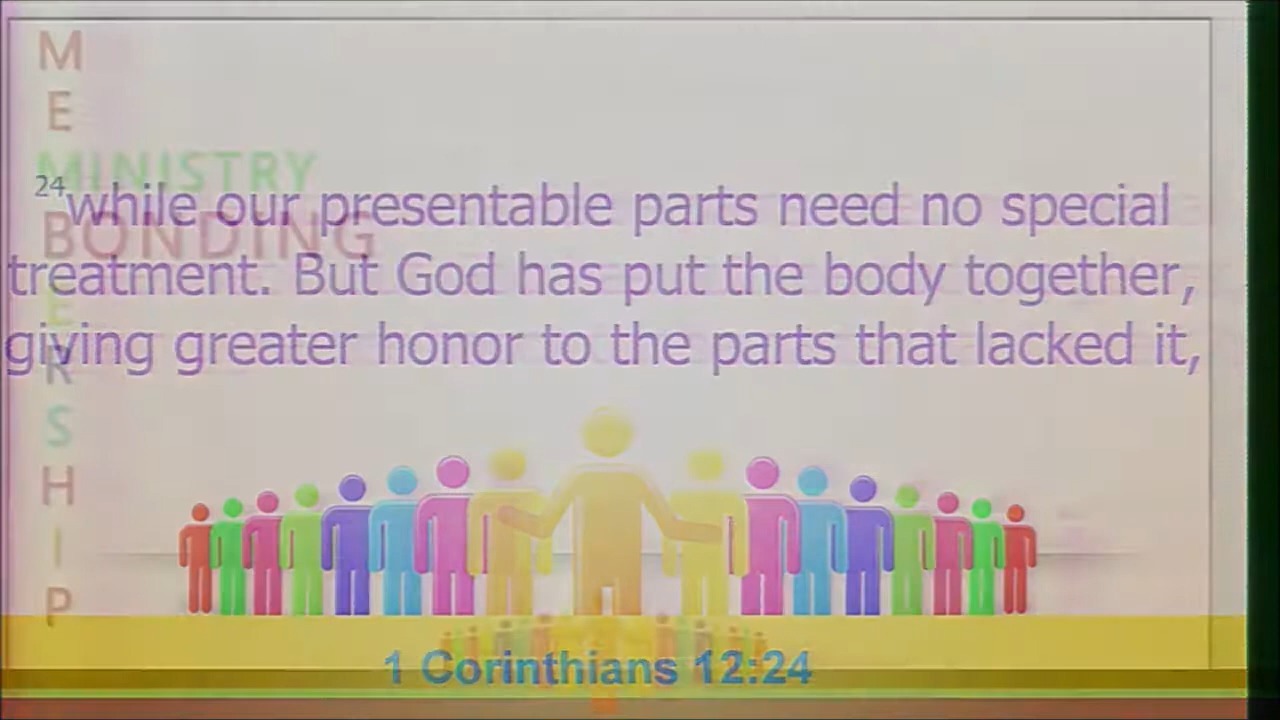 M
E
MINISTRY
BONDING
E
R
S
H
I
P
24 while our presentable parts need no special
treatment. But God has put the body together,
giving greater honor to the parts that lacked it,
1 Corinthians 12:24